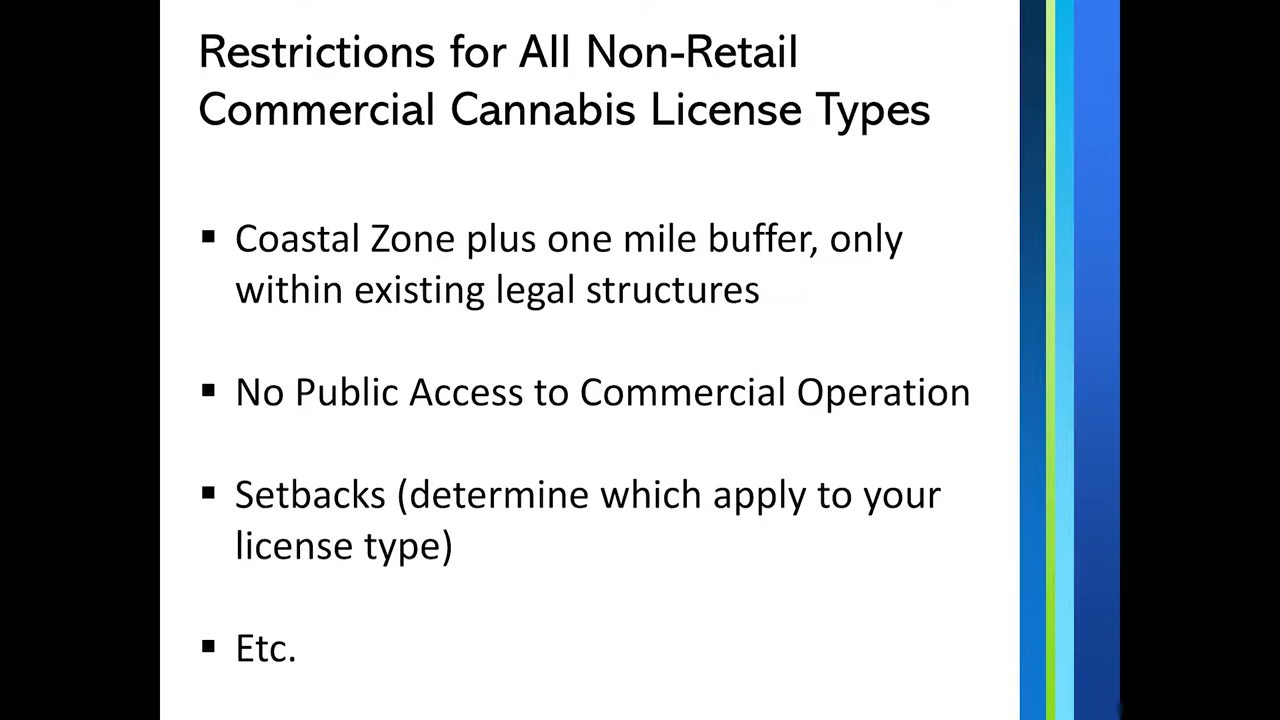 Restrictions for All Non-Retail
Commercial Cannabis License Types
▪ Coastal Zone plus one mile buffer, only
within existing legal structures
▪ No Public Access to Commercial Operation
▪ Setbacks (determine which apply to your
license type)
▪ Etc.